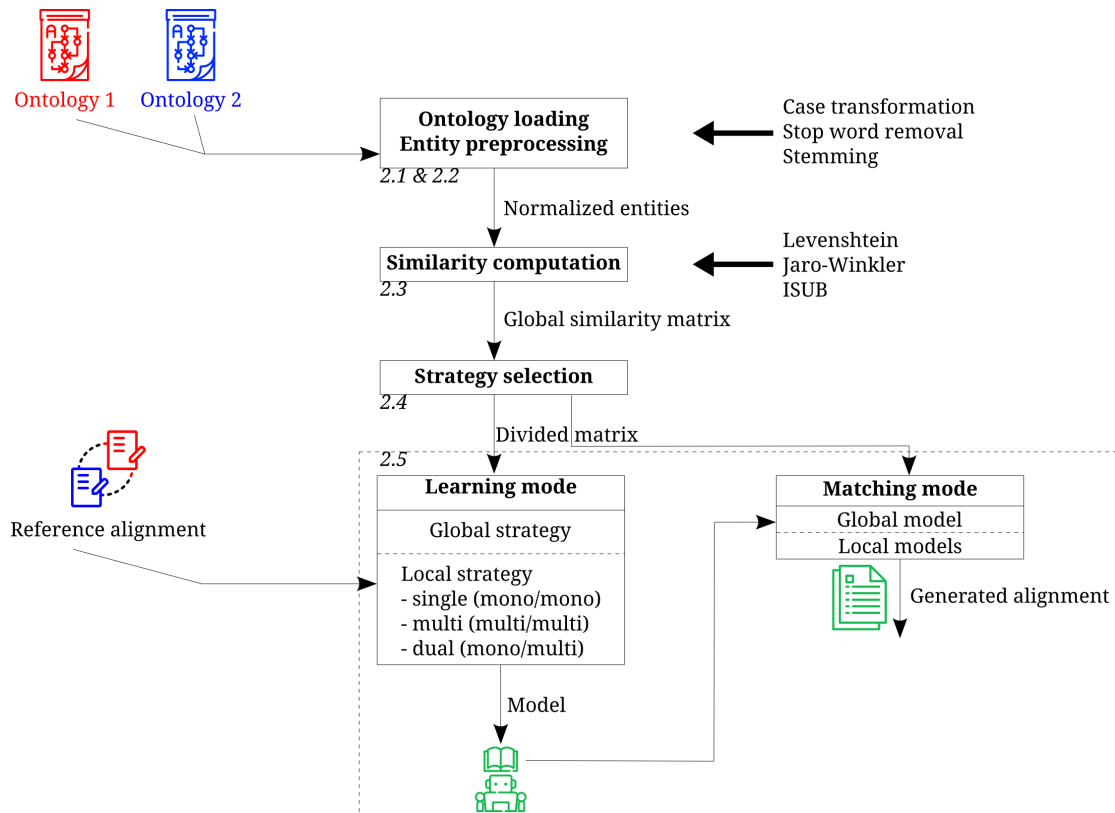 Ontology 1
Ontology 2
Ontology loading
Entity preprocessing
2.1 & 2.2
Case transformation
Stop word removal
Stemming
Normalized entities
Similarity computation
2.3
Levenshtein
Jaro-Winkler
ISUB
Global similarity matrix
Strategy selection
2.4
Divided matrix
2.5
Reference alignment
Learning mode
Global strategy
Local strategy
- single (mono/mono)
- multi (multi/multi)
- dual (mono/multi)
Matching mode
Global model
Local models
Generated alignment
Model